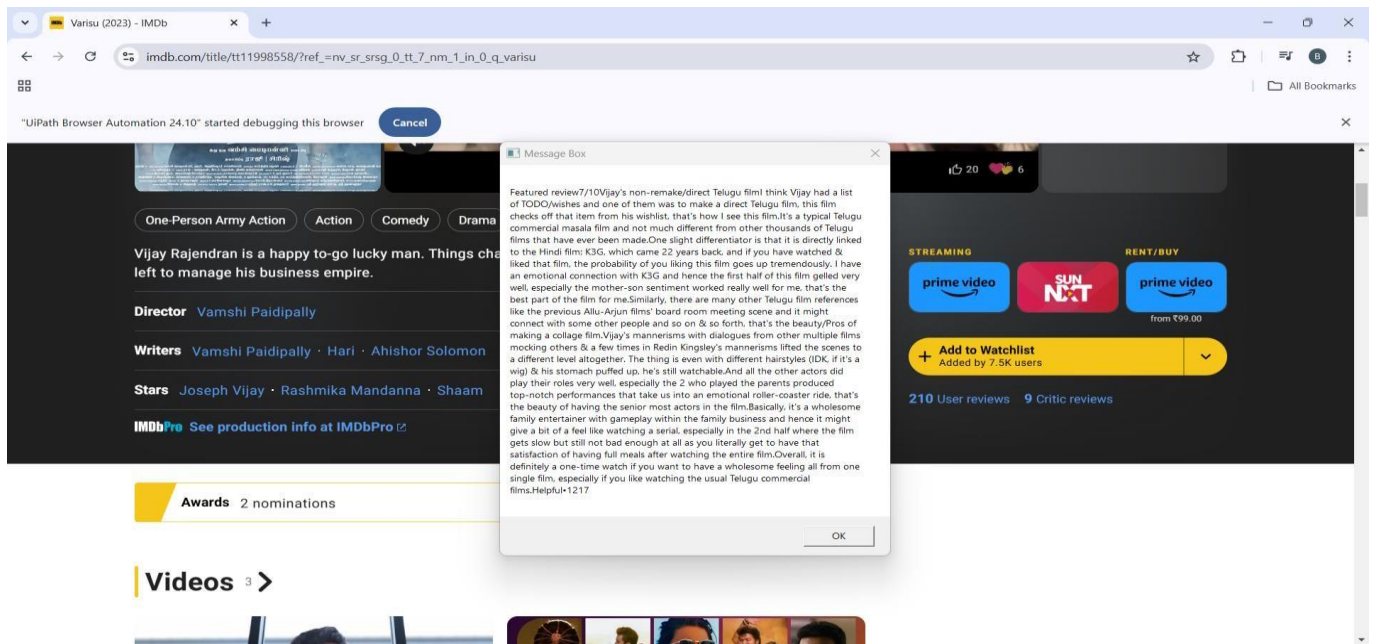 Varisu (2023) - IMDb
imdb.com/title/tt11998558/?ref_=nv_sr_srsg_0_tt_7_nm_1_in_0_q_varisu
B
All Bookmarks
"UiPath Browser Automation 24.10" started debugging this browser
Cancel
Message Box
Featured review7/10Vijay's non-remake/direct Telugu filmI think Vijay had a list
of TODO/wishes and one of them was to make a direct Telugu film, this film
checks off that item from his wishlist, that's how I see this film.It's a typical Telugu
commercial masala film and not much different from other thousands of Telugu
films that have ever been made.One slight differentiator is that it is directly linked
to the Hindi film: K3G, which came 22 years back, and if you have watched &
liked that film, the probability of you liking this film goes up tremendously. I have
an emotional connection with K3G and hence the first half of this film gelled very
well, especially the mother-son sentiment worked really well for me, that's the
best part of the film for me.Similarly, there are many other Telugu film references
like the previous Allu-Arjun films' board room meeting scene and it might
connect with some other people and so on & so forth, that's the beauty/Pros of
making a collage film.Vijay's mannerisms with dialogues from other multiple films
mocking others & a few times in Redin Kingsley's mannerisms lifted the scenes to
a different level altogether. The thing is even with different hairstyles (IDK, if it's a
wig) & his stomach puffed up, he's still watchable.And all the other actors did
play their roles very well, especially the 2 who played the parents produced
top-notch performances that take us into an emotional roller-coaster ride, that's
the beauty of having the senior most actors in the film.Basically, it's a wholesome
family entertainer with gameplay within the family business and hence it might
give a bit of a feel like watching a serial, especially in the 2nd half where the film
gets slow but still not bad enough at all as you literally get to have that
satisfaction of having full meals after watching the entire film.Overall, it is
definitely a one-time watch if you want to have a wholesome feeling all from one
single film, especially if you like watching the usual Telugu commercial
films.Helpful•1217
OK
20
6
One-Person Army Action
Action
Comedy
Drama
Vijay Rajendran is a happy to-go lucky man. Things cha
left to manage his business empire.
Director Vamshi Paidipally
Writers Vamshi Paidipally · Hari · Ahishor Solomon
Stars Joseph Vijay · Rashmika Mandanna · Shaam
IMDbPro See production info at IMDbPro
STREAMING
RENT/BUY
prime video
SUN NXT
prime video
from ₹99.00
+ Add to Watchlist
Added by 7.5K users
210 User reviews 9 Critic reviews
Awards 2 nominations
Videos 3